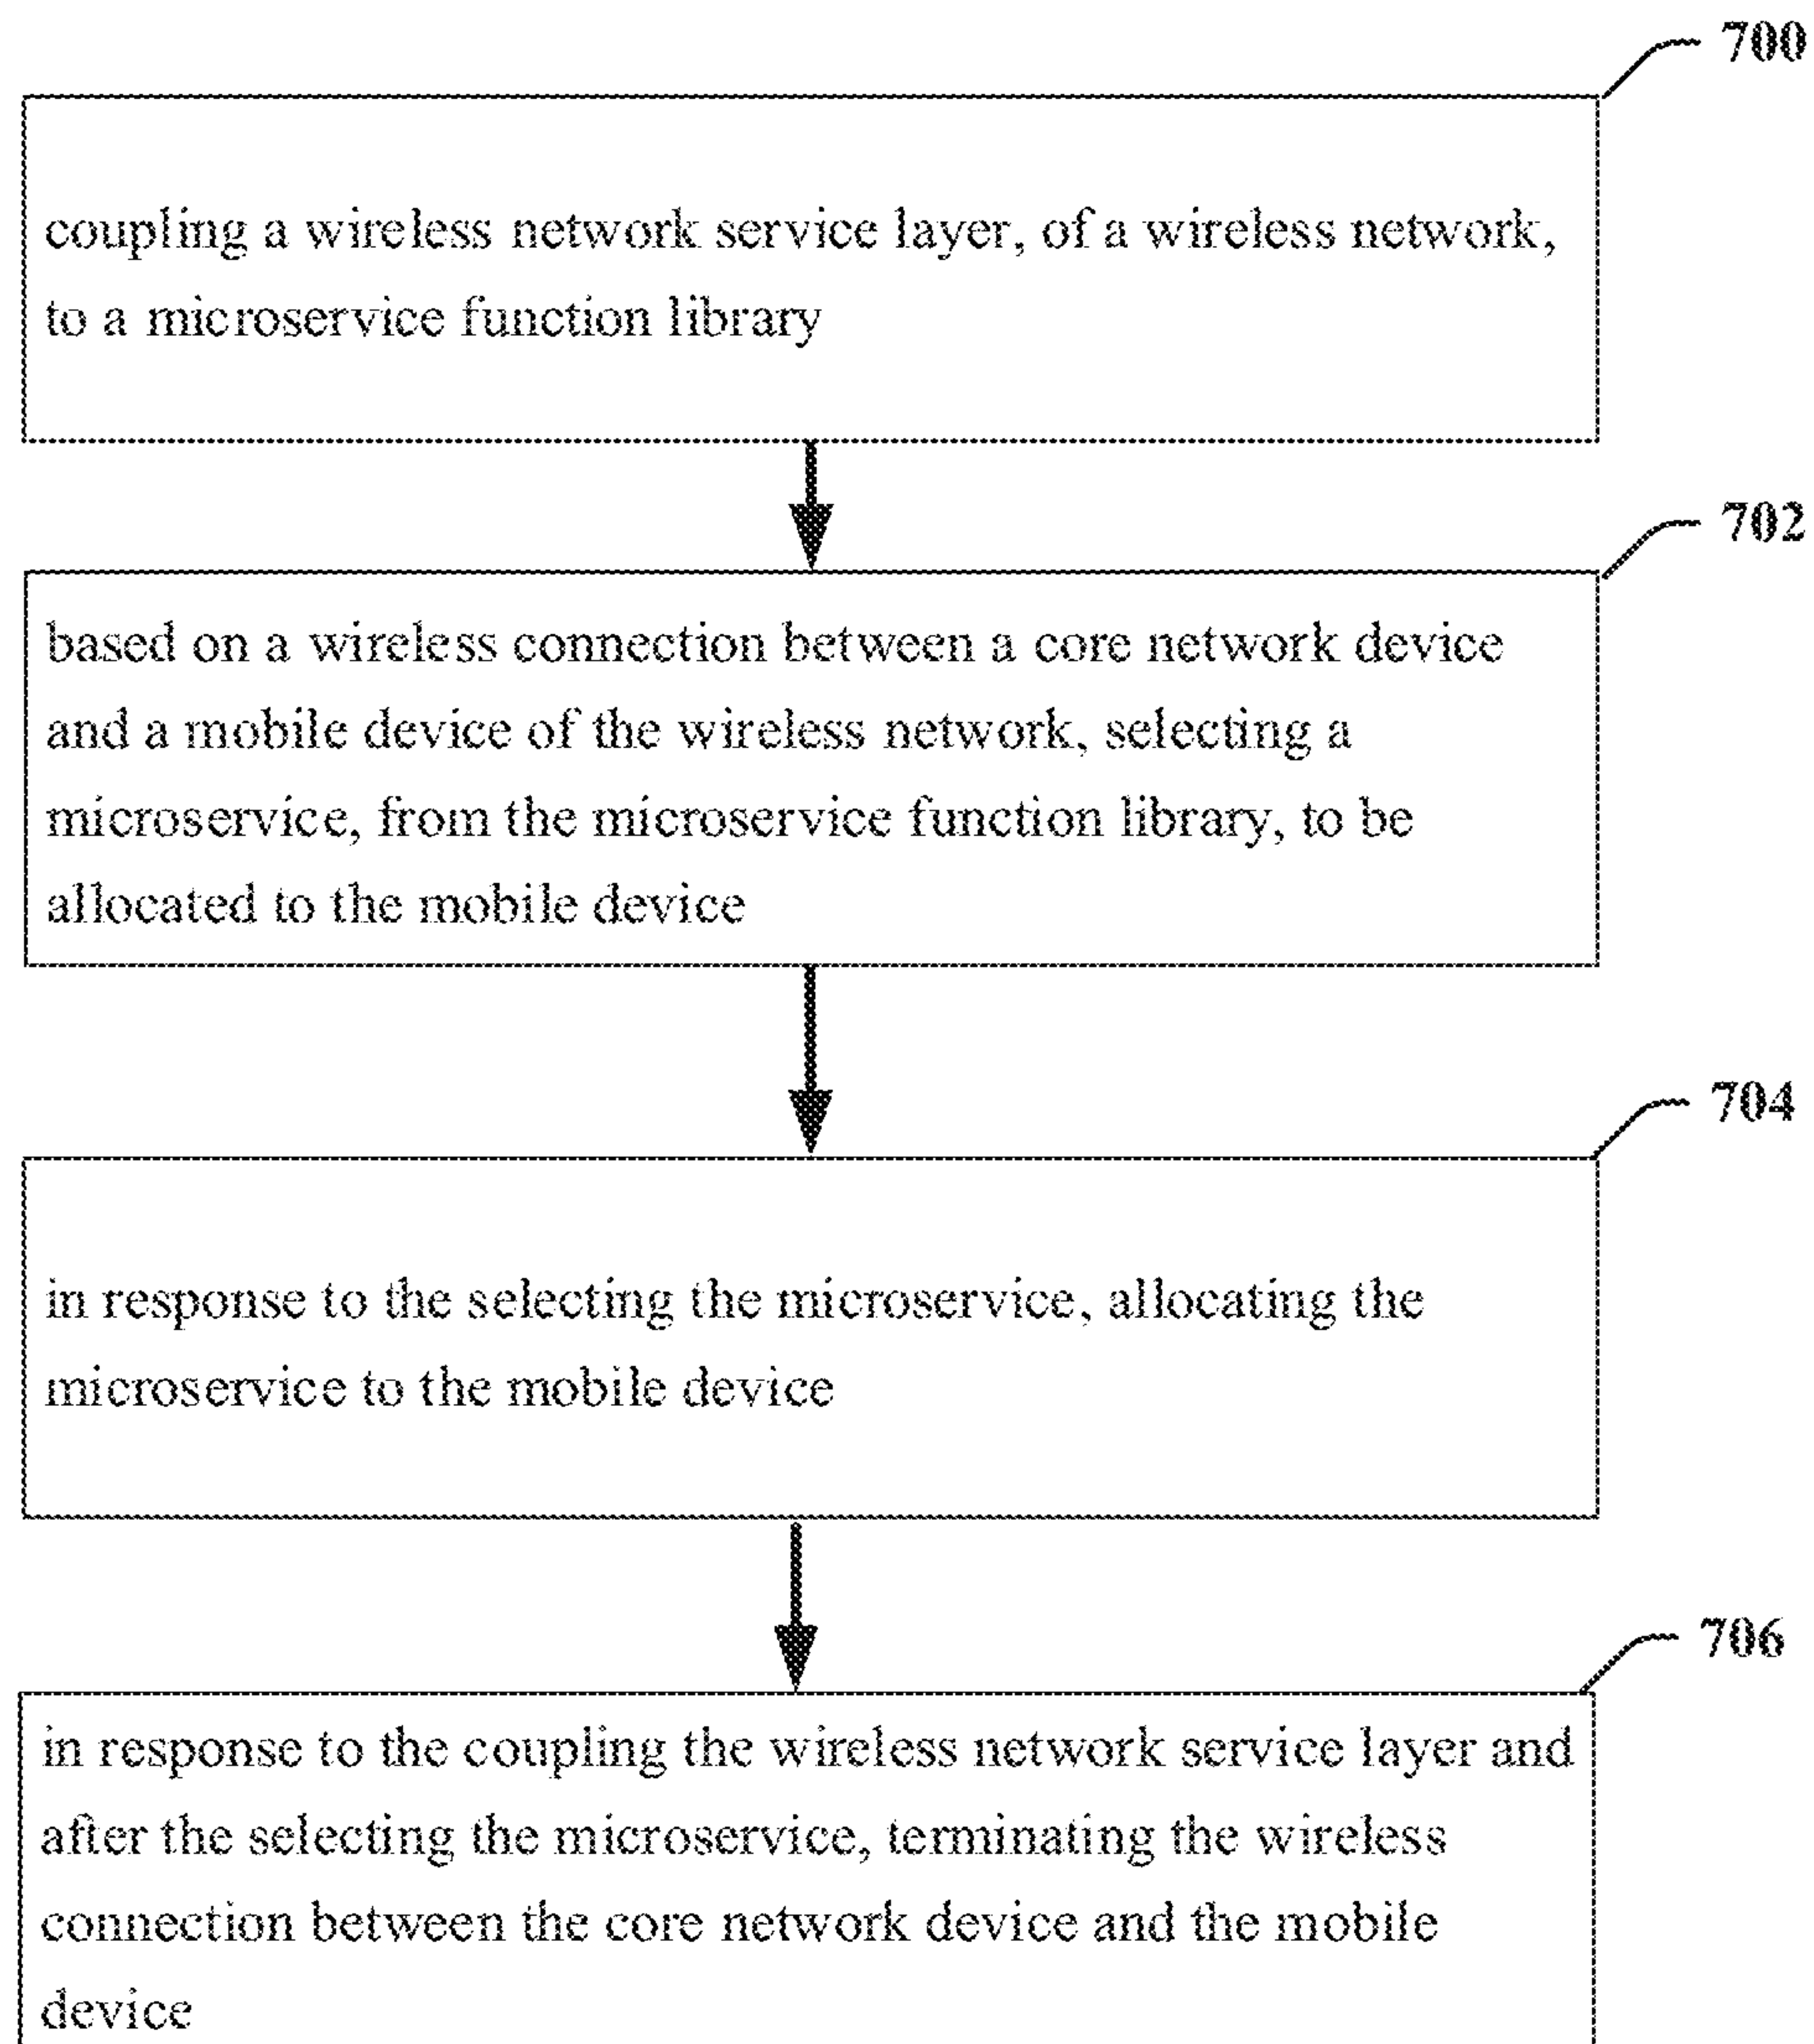 700
coupling a wireless network service layer, of a wireless network,
to a microservice function library
702
based on a wireless connection between a core network device
and a mobile device of the wireless network, selecting a
microservice, from the microservice function library, to be
allocated to the mobile device
704
in response to the selecting the microservice, allocating the
microservice to the mobile device
706
in response to the coupling the wireless network service layer and
after the selecting the microservice, terminating the wireless
connection between the core network device and the mobile
device